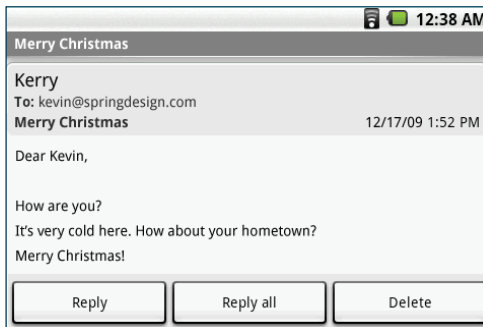 12:38 AM
Merry Christmas
Kerry
To: kevin@springdesign.com
Merry Christmas 12/17/09 1:52 PM
Dear Kevin,
How are you?
It's very cold here. How about your hometown?
Merry Christmas!
Reply Reply all Delete